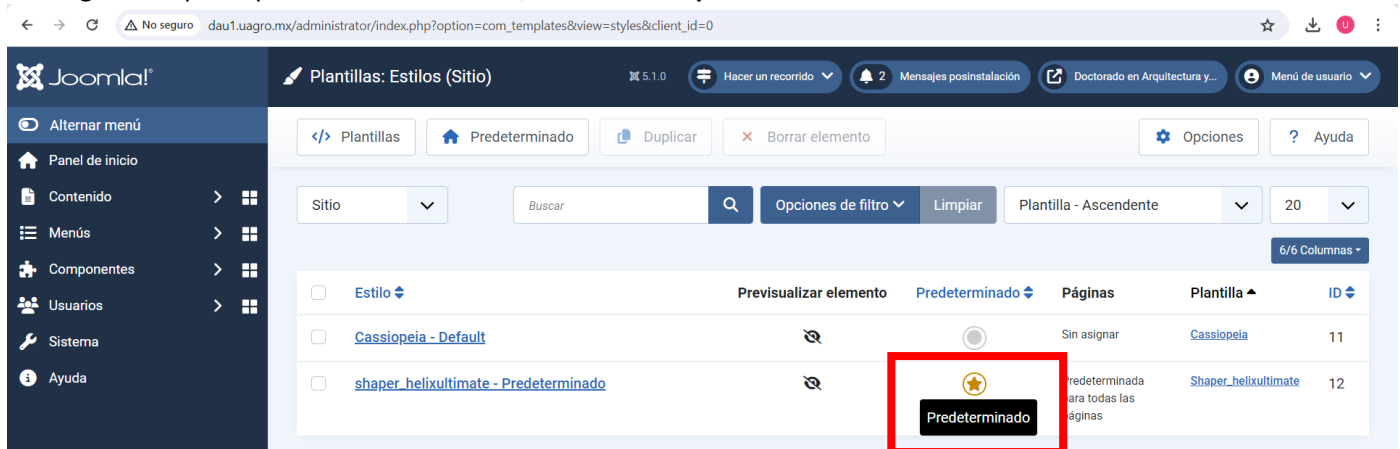 No seguro dau1.uagro.mx/administrator/index.php?option=com_templates&view=styles&client_id=0 U
Joomla!® Plantillas: Estilos (Sitio) 5.1.0 Hacer un recorrido 2 Mensajes posinstalación Doctorado en Arquitectura y... Menú de usuario
Alternar menú
Plantillas Predeterminado Duplicar Borrar elemento Opciones ? Ayuda
Panel de inicio
Contenido
Sitio Buscar Opciones de filtro Limpiar Plantilla - Ascendente 20
Menús
6/6 Columnas
Componentes
Estilo Previsualizar elemento Predeterminado Páginas Plantilla ID
Usuarios
Cassiopeia - Default Sin asignar Cassiopeia 11
Sistema
Ayuda
shaper_helixultimate - Predeterminado Predeterminada Shaper_helixultimate 12
para todas las
páginas
Predeterminado